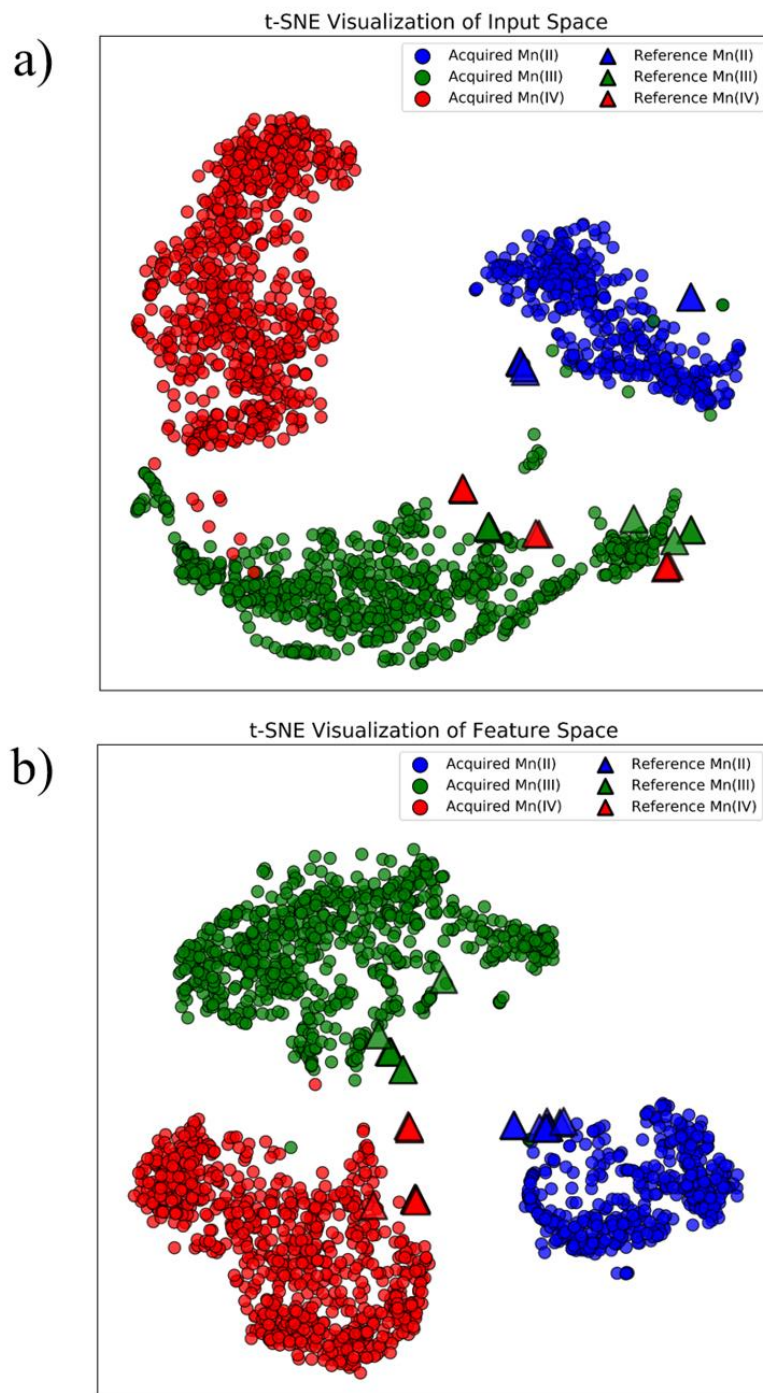 t-SNE Visualization of Input Space
a)
Acquired Mn(II) Reference Mn(II)
Acquired Mn(III) Reference Mn(III)
Acquired Mn(IV) Reference Mn(IV)
t-SNE Visualization of Feature Space
b)
Acquired Mn(II) Reference Mn(II)
Acquired Mn(III) Reference Mn(III)
Acquired Mn(IV) Reference Mn(IV)